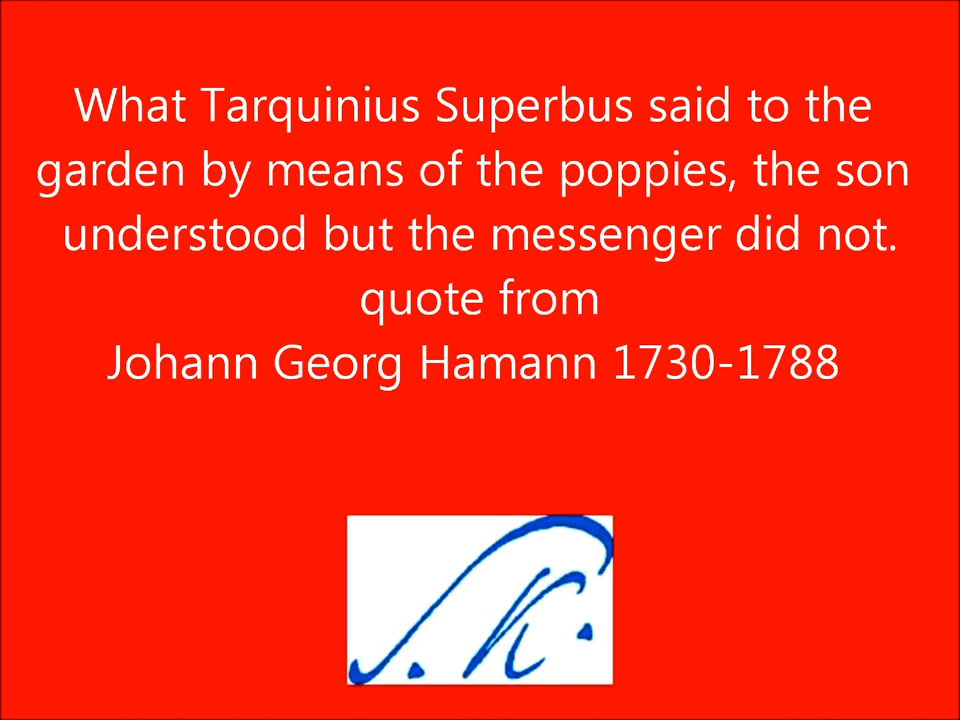 What Tarquinius Superbus said to the
garden by means of the poppies, the son
understood but the messenger did not.
quote from
Johann Georg Hamann 1730-1788
S. K.